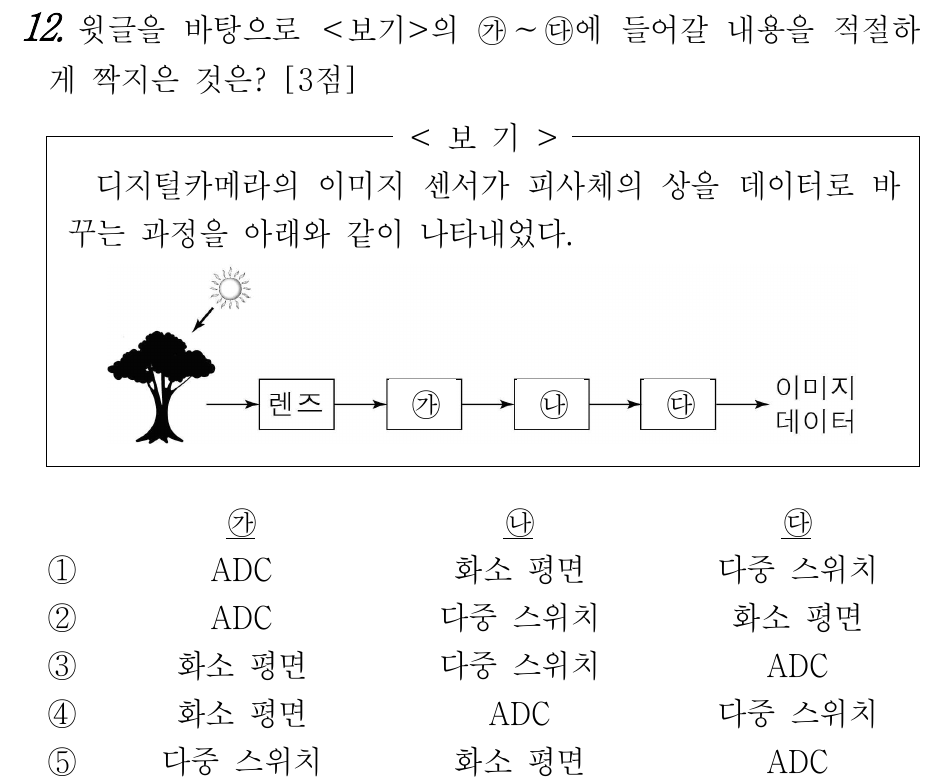 12. 윗글을 바탕으로 <보기>의 ㉮~㉰에 들어갈 내용을 적절하
게 짝지은 것은? [3점]
< 보 기 >
디지털카메라의 이미지 센서가 피사체의 상을 데이터로 바
꾸는 과정을 아래와 같이 나타내었다.
렌즈 ㉮ ㉯ ㉰ 이미지
데이터
㉮ ㉯ ㉰
① ADC 화소 평면 다중 스위치
② ADC 다중 스위치 화소 평면
③ 화소 평면 다중 스위치 ADC
④ 화소 평면 ADC 다중 스위치
⑤ 다중 스위치 화소 평면 ADC